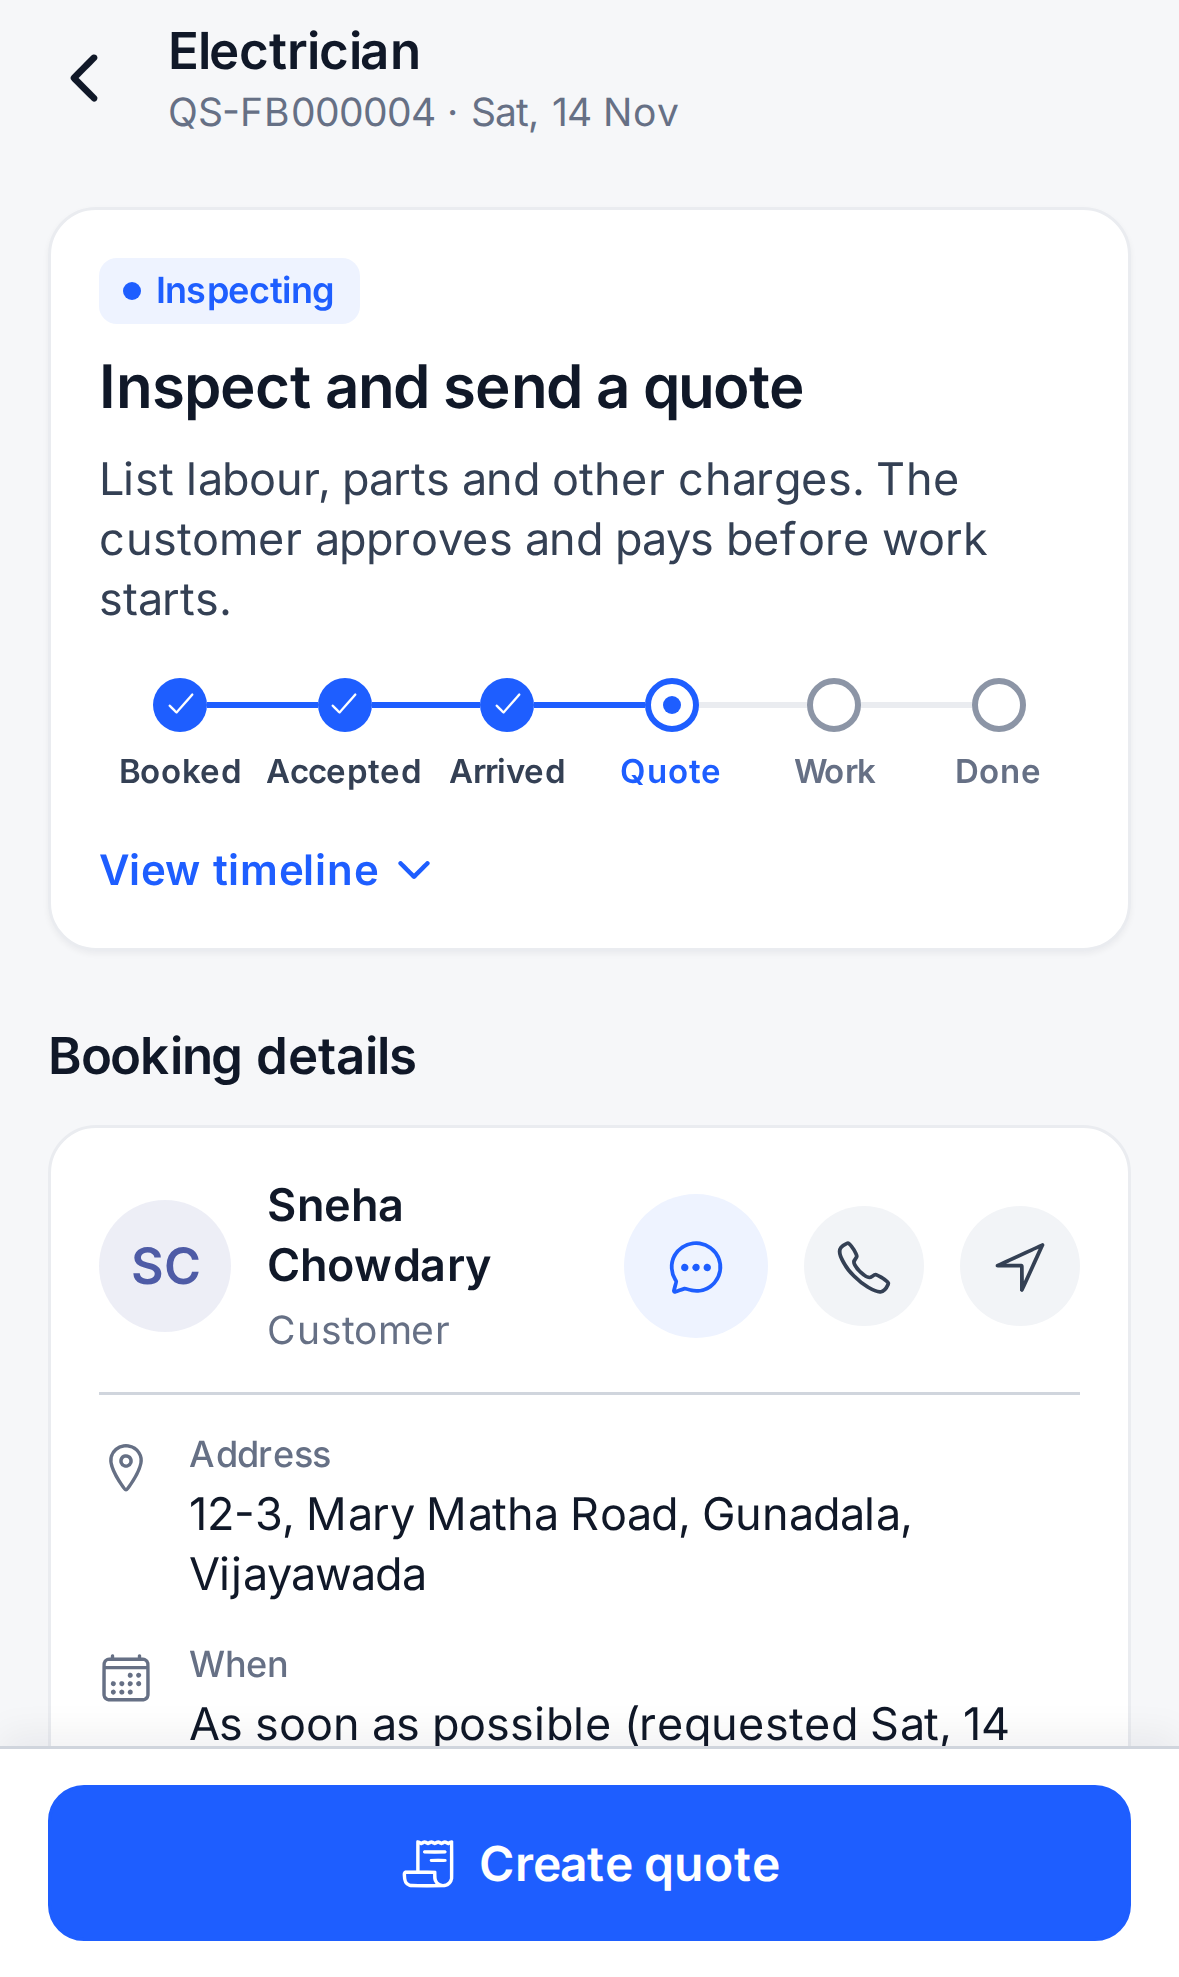 Electrician
QS-FB000004 · Sat, 14 Nov
Inspecting
Inspect and send a quote
List labour, parts and other charges. The
customer approves and pays before work
starts.
Booked Accepted Arrived Quote Work Done
View timeline
Booking details
SC
Sneha
Chowdary
Customer
Address
12-3, Mary Matha Road, Gunadala,
Vijayawada
When
As soon as possible (requested Sat, 14
Create quote